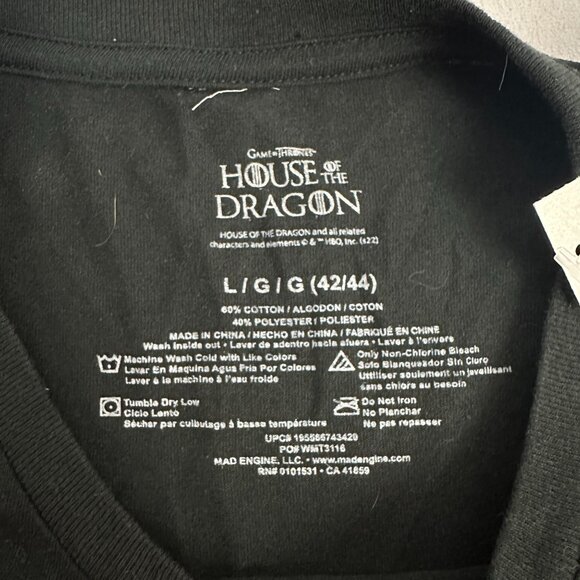 GAME OF THRONES
HOUSE OF THE
DRAGON
HOUSE OF THE DRAGON and all related
characters and elements © & ™ HBO, Inc. (s22)
L / G / G (42/44)
60% COTTON / ALGODON / COTON
40% POLYESTER / POLIESTER
MADE IN CHINA / HECHO EN CHINA / FABRIQUÉ EN CHINE
Wash Inside out • Lavar de adentro hacia afuera • Laver à l'envers
Machine Wash Cold with Like Colors
Lavar En Maquina Agua Fria Por Colores
Laver à la machine à l'eau froide
Only Non-Chlorine Bleach
Solo Blanqueador Sin Cloro
Utiliser seulement un javellisant
sans chlore au besoin
Tumble Dry Low
Ciclo Lento
Sécher par culbutage à basse température
Do Not Iron
No Planchar
Ne pas repasser
UPC# 195586743420
PO# WMT3116
MAD ENGINE, LLC. • www.madengine.com
RN# 0101531 • CA 41859